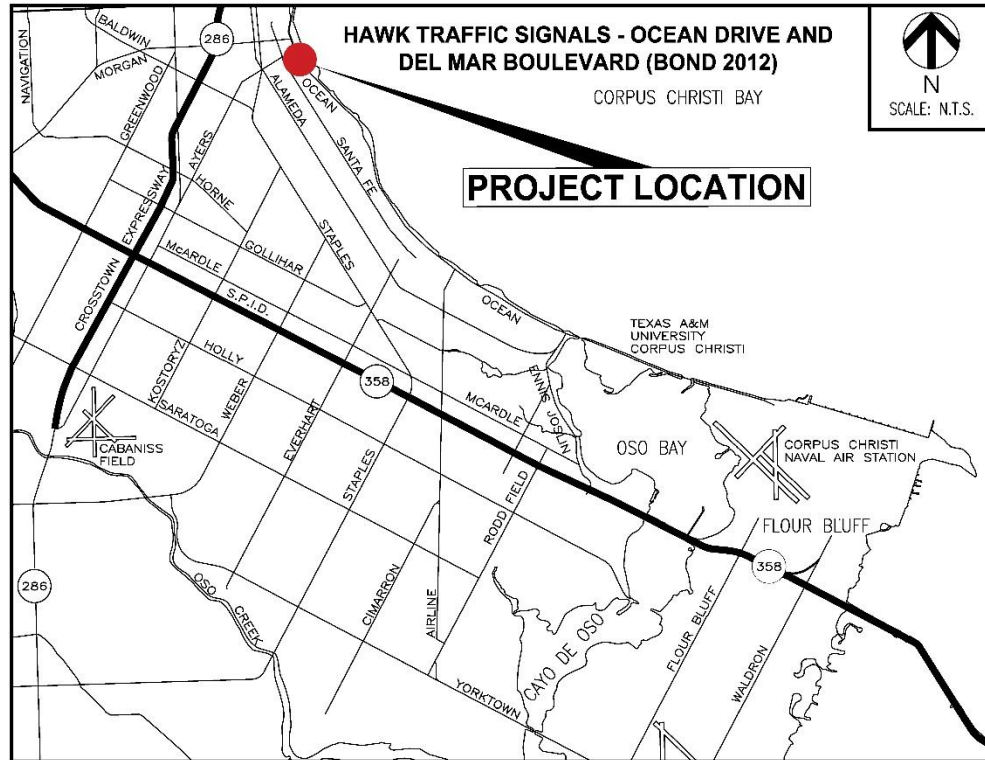 HAWK TRAFFIC SIGNALS - OCEAN DRIVE AND
DEL MAR BOULEVARD (BOND 2012)
CORPUS CHRISTI BAY
N
SCALE: N.T.S.
PROJECT LOCATION
NAVIGATION
BALDWIN
MORGAN
286
GREENWOOD
OCEAN
ALAMEDA
SANTA FE
AYERS
CROSSTOWN EXPRESSWAY
HORNE
GOLLIHAR
STAPLES
McARDLE
S.P.I.D.
358
OCEAN
TEXAS A&M
UNIVERSITY
CORPUS CHRISTI
ENNIS JOSLIN
MCARDLE
HOLLY
KOSTORYZ
WEBER
SARATOGA
EVERHART
STAPLES
CABANISS
FIELD
OSO BAY
CORPUS CHRISTI
NAVAL AIR STATION
RODD FIELD
FLOUR BLUFF
358
286
OSO CREEK
CIMARRON
AIRLINE
CAYO DE OSO
FLOUR BLUFF
WALDRON
YORKTOWN